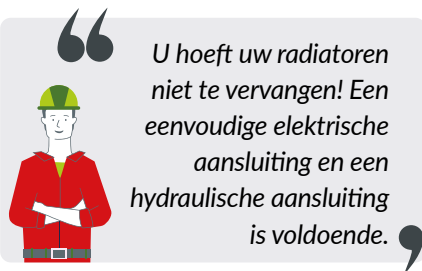 U hoeft uw radiatoren
niet te vervangen! Een
eenvoudige elektrische
aansluiting en een
hydraulische aansluiting
is voldoende.